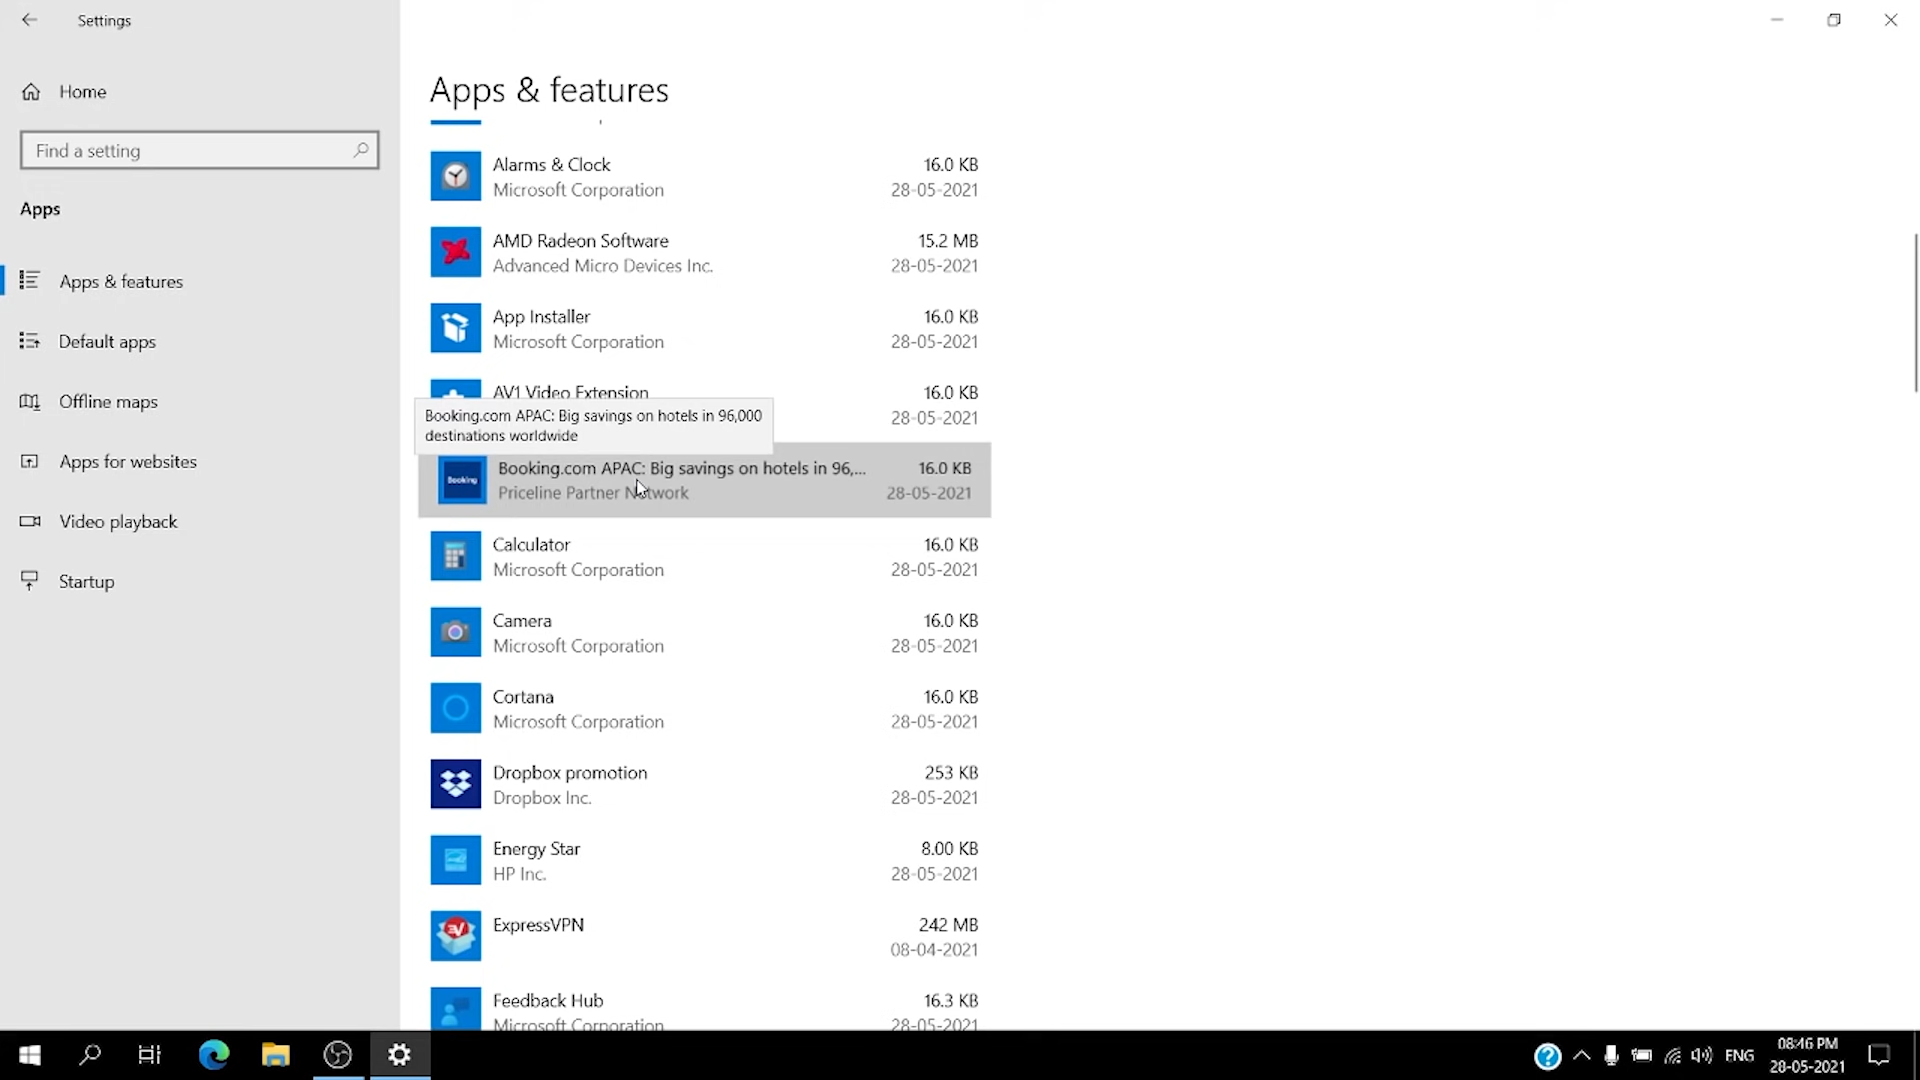 Settings
Home
Find a setting
Apps
Apps & features
Default apps
Offline maps
Apps for websites
Video playback
Startup
Apps & features
Alarms & Clock 16.0 KB
Microsoft Corporation 28-05-2021
AMD Radeon Software 15.2 MB
Advanced Micro Devices Inc. 28-05-2021
App Installer 16.0 KB
Microsoft Corporation 28-05-2021
AV1 Video Extension 16.0 KB
28-05-2021
Booking.com APAC: Big savings on hotels in 96,000
destinations worldwide
Booking
Booking.com APAC: Big savings on hotels in 96,... 16.0 KB
Priceline Partner Network 28-05-2021
Calculator 16.0 KB
Microsoft Corporation 28-05-2021
Camera 16.0 KB
Microsoft Corporation 28-05-2021
Cortana 16.0 KB
Microsoft Corporation 28-05-2021
Dropbox promotion 253 KB
Dropbox Inc. 28-05-2021
Energy Star 8.00 KB
HP Inc. 28-05-2021
ExpressVPN 242 MB
08-04-2021
Feedback Hub 16.3 KB
Microsoft Corporation 28-05-2021
ENG
08:46 PM
28-05-2021